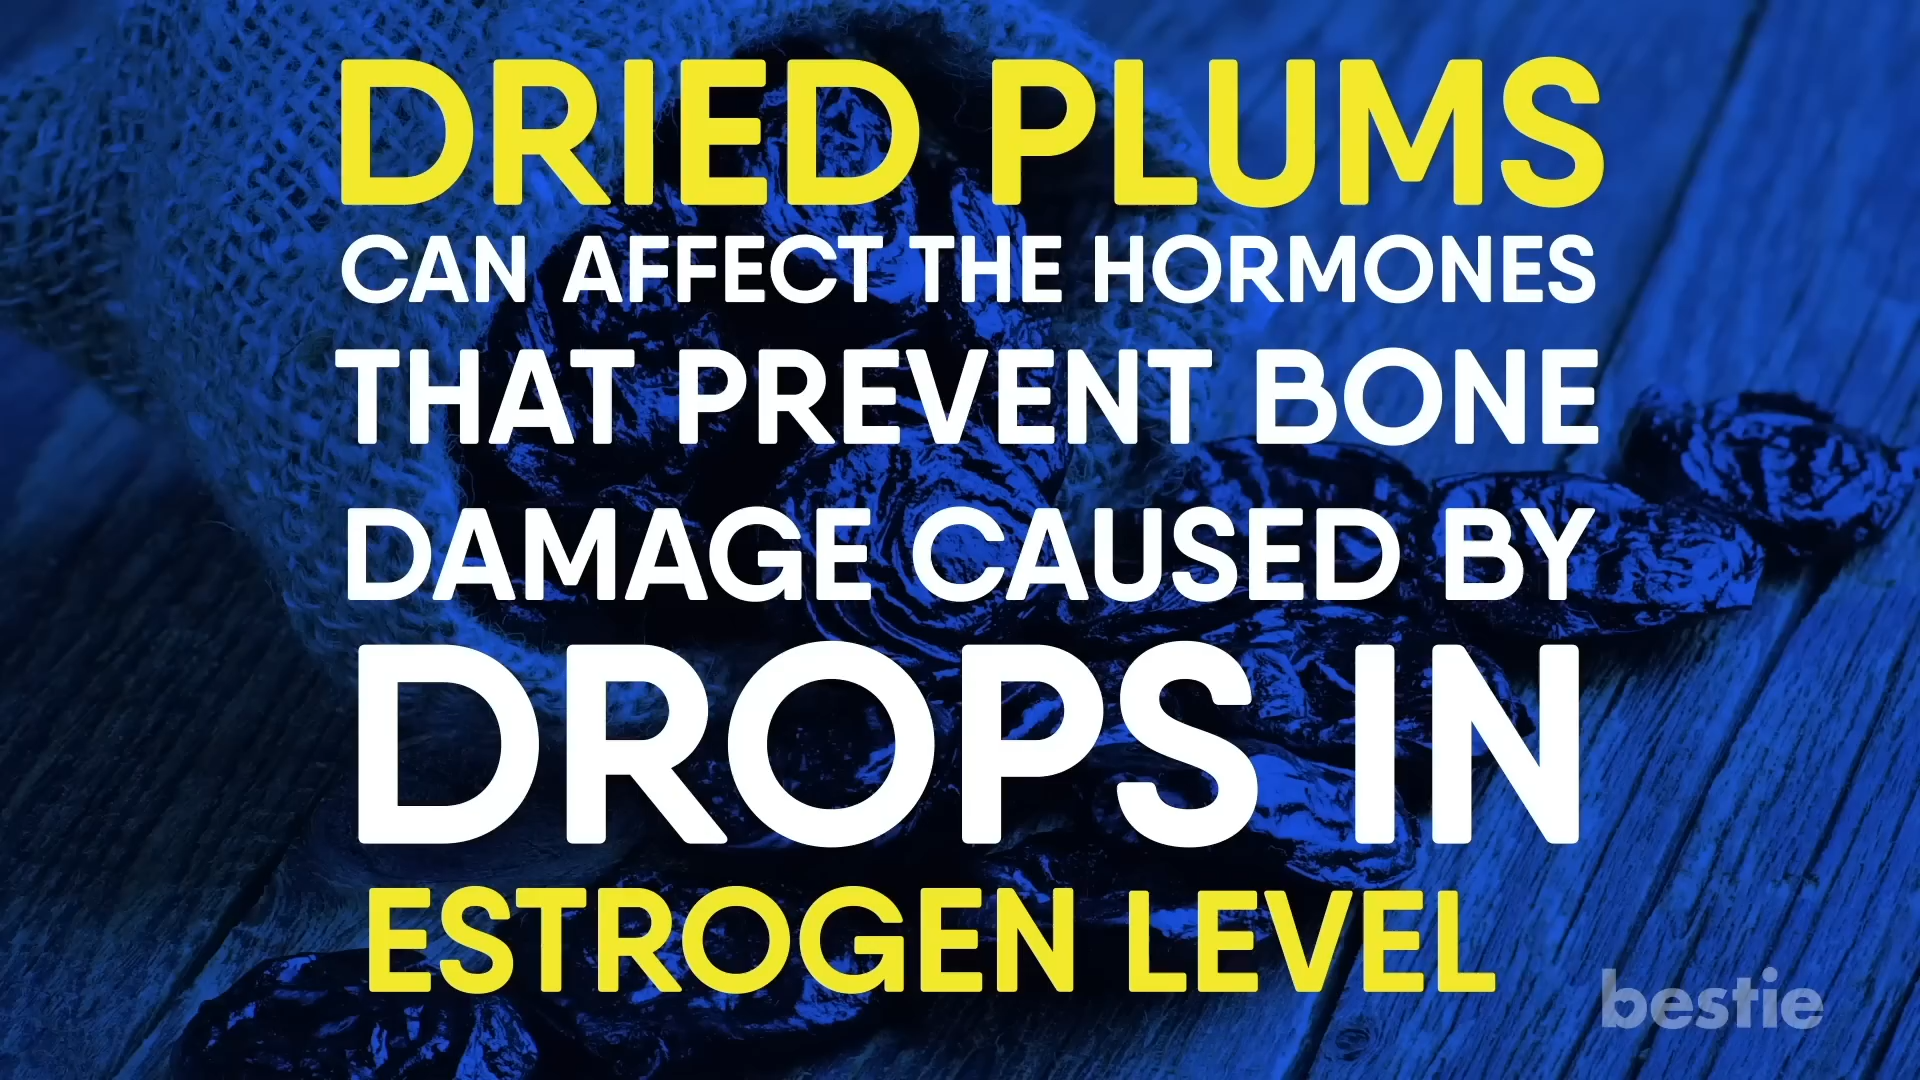 DRIED PLUMS
CAN AFFECT THE HORMONES
THAT PREVENT BONE
DAMAGE CAUSED BY
DROPS IN
ESTROGEN LEVEL
bestie